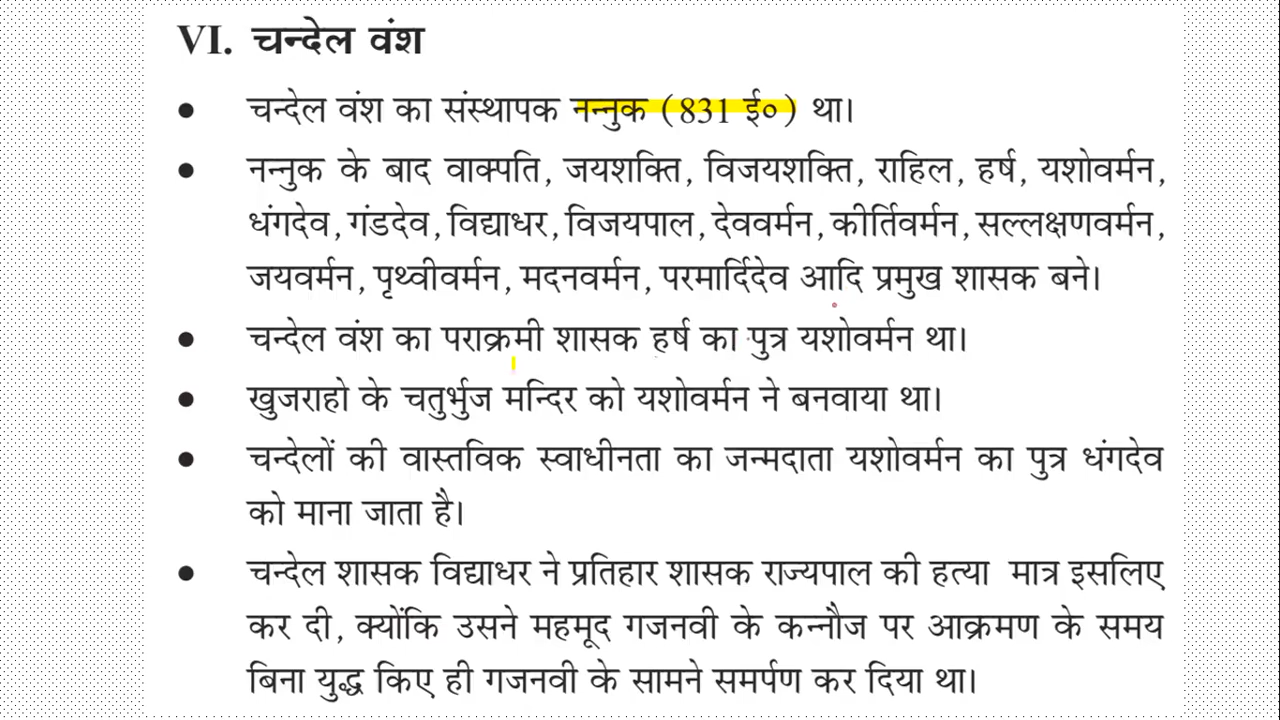 VI. चन्देल वंश
• चन्देल वंश का संस्थापक नन्नुक (831 ई०) था।
• नन्नुक के बाद वाक्पति, जयशक्ति, विजयशक्ति, राहिल, हर्ष, यशोवर्मन,
धंगदेव, गंडदेव, विद्याधर, विजयपाल, देववर्मन, कीर्तिवर्मन, सल्लक्षणवर्मन,
जयवर्मन, पृथ्वीवर्मन, मदनवर्मन, परमार्दिदेव आदि प्रमुख शासक बने।
• चन्देल वंश का पराक्रमी शासक हर्ष का पुत्र यशोवर्मन था।
• खुजराहो के चतुर्भुज मन्दिर को यशोवर्मन ने बनवाया था।
• चन्देलों की वास्तविक स्वाधीनता का जन्मदाता यशोवर्मन का पुत्र धंगदेव
को माना जाता है।
• चन्देल शासक विद्याधर ने प्रतिहार शासक राज्यपाल की हत्या मात्र इसलिए
कर दी, क्योंकि उसने महमूद गजनवी के कन्नौज पर आक्रमण के समय
बिना युद्ध किए ही गजनवी के सामने समर्पण कर दिया था।